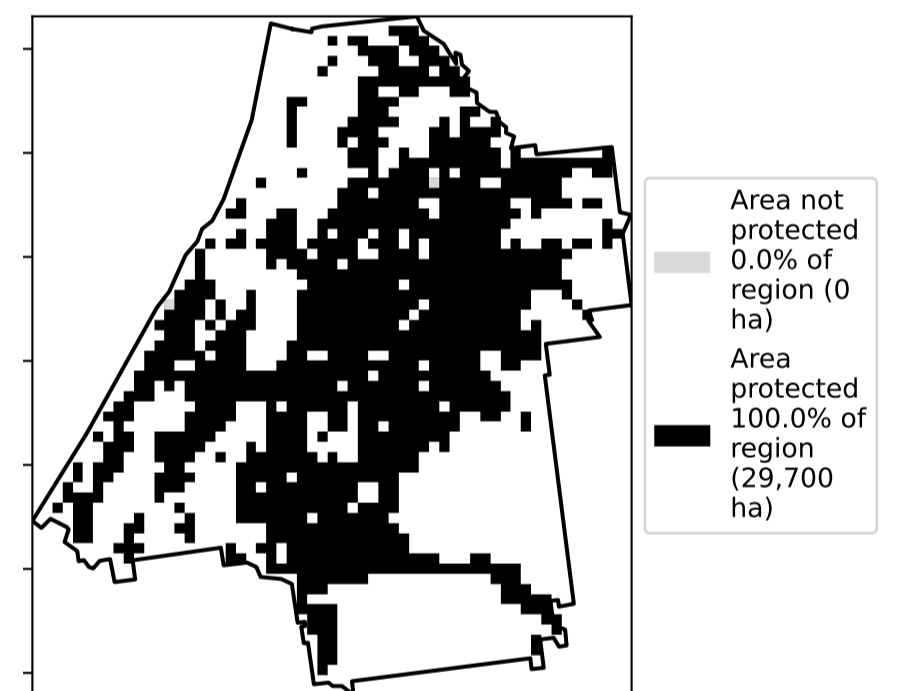 Area not
protected
0.0% of
region (0
ha)
Area
protected
100.0% of
region
(29,700
ha)